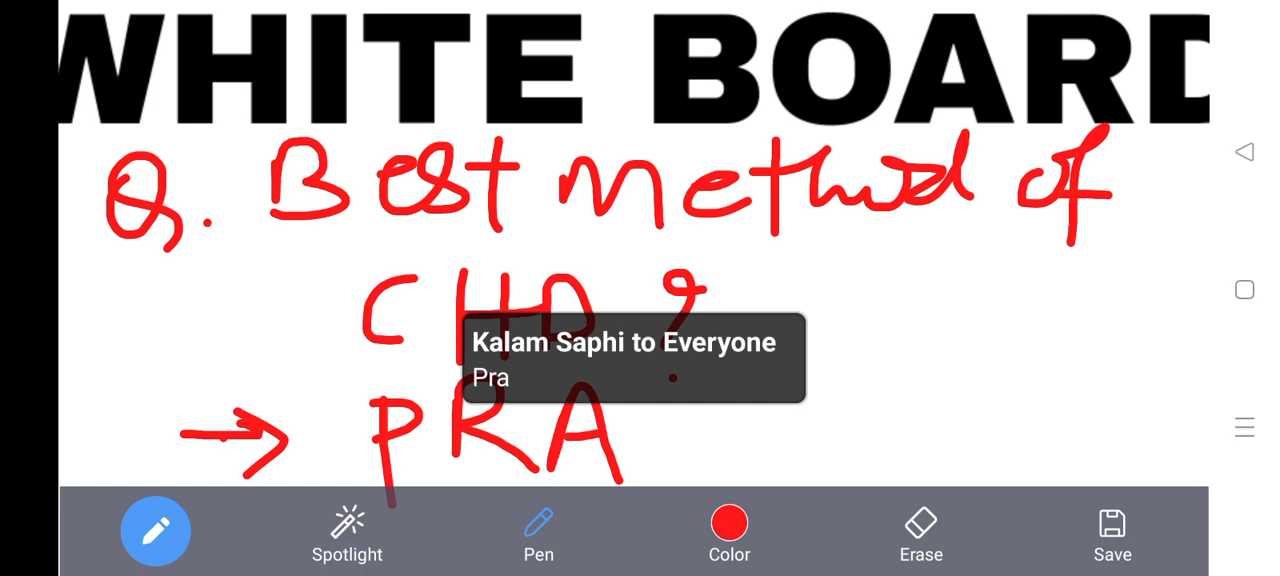 WHITE BOARD
Q. Best method of
CHD ?
Kalam Saphi to Everyone
Pra
→ PRA
Spotlight
Pen
Color
Erase
Save